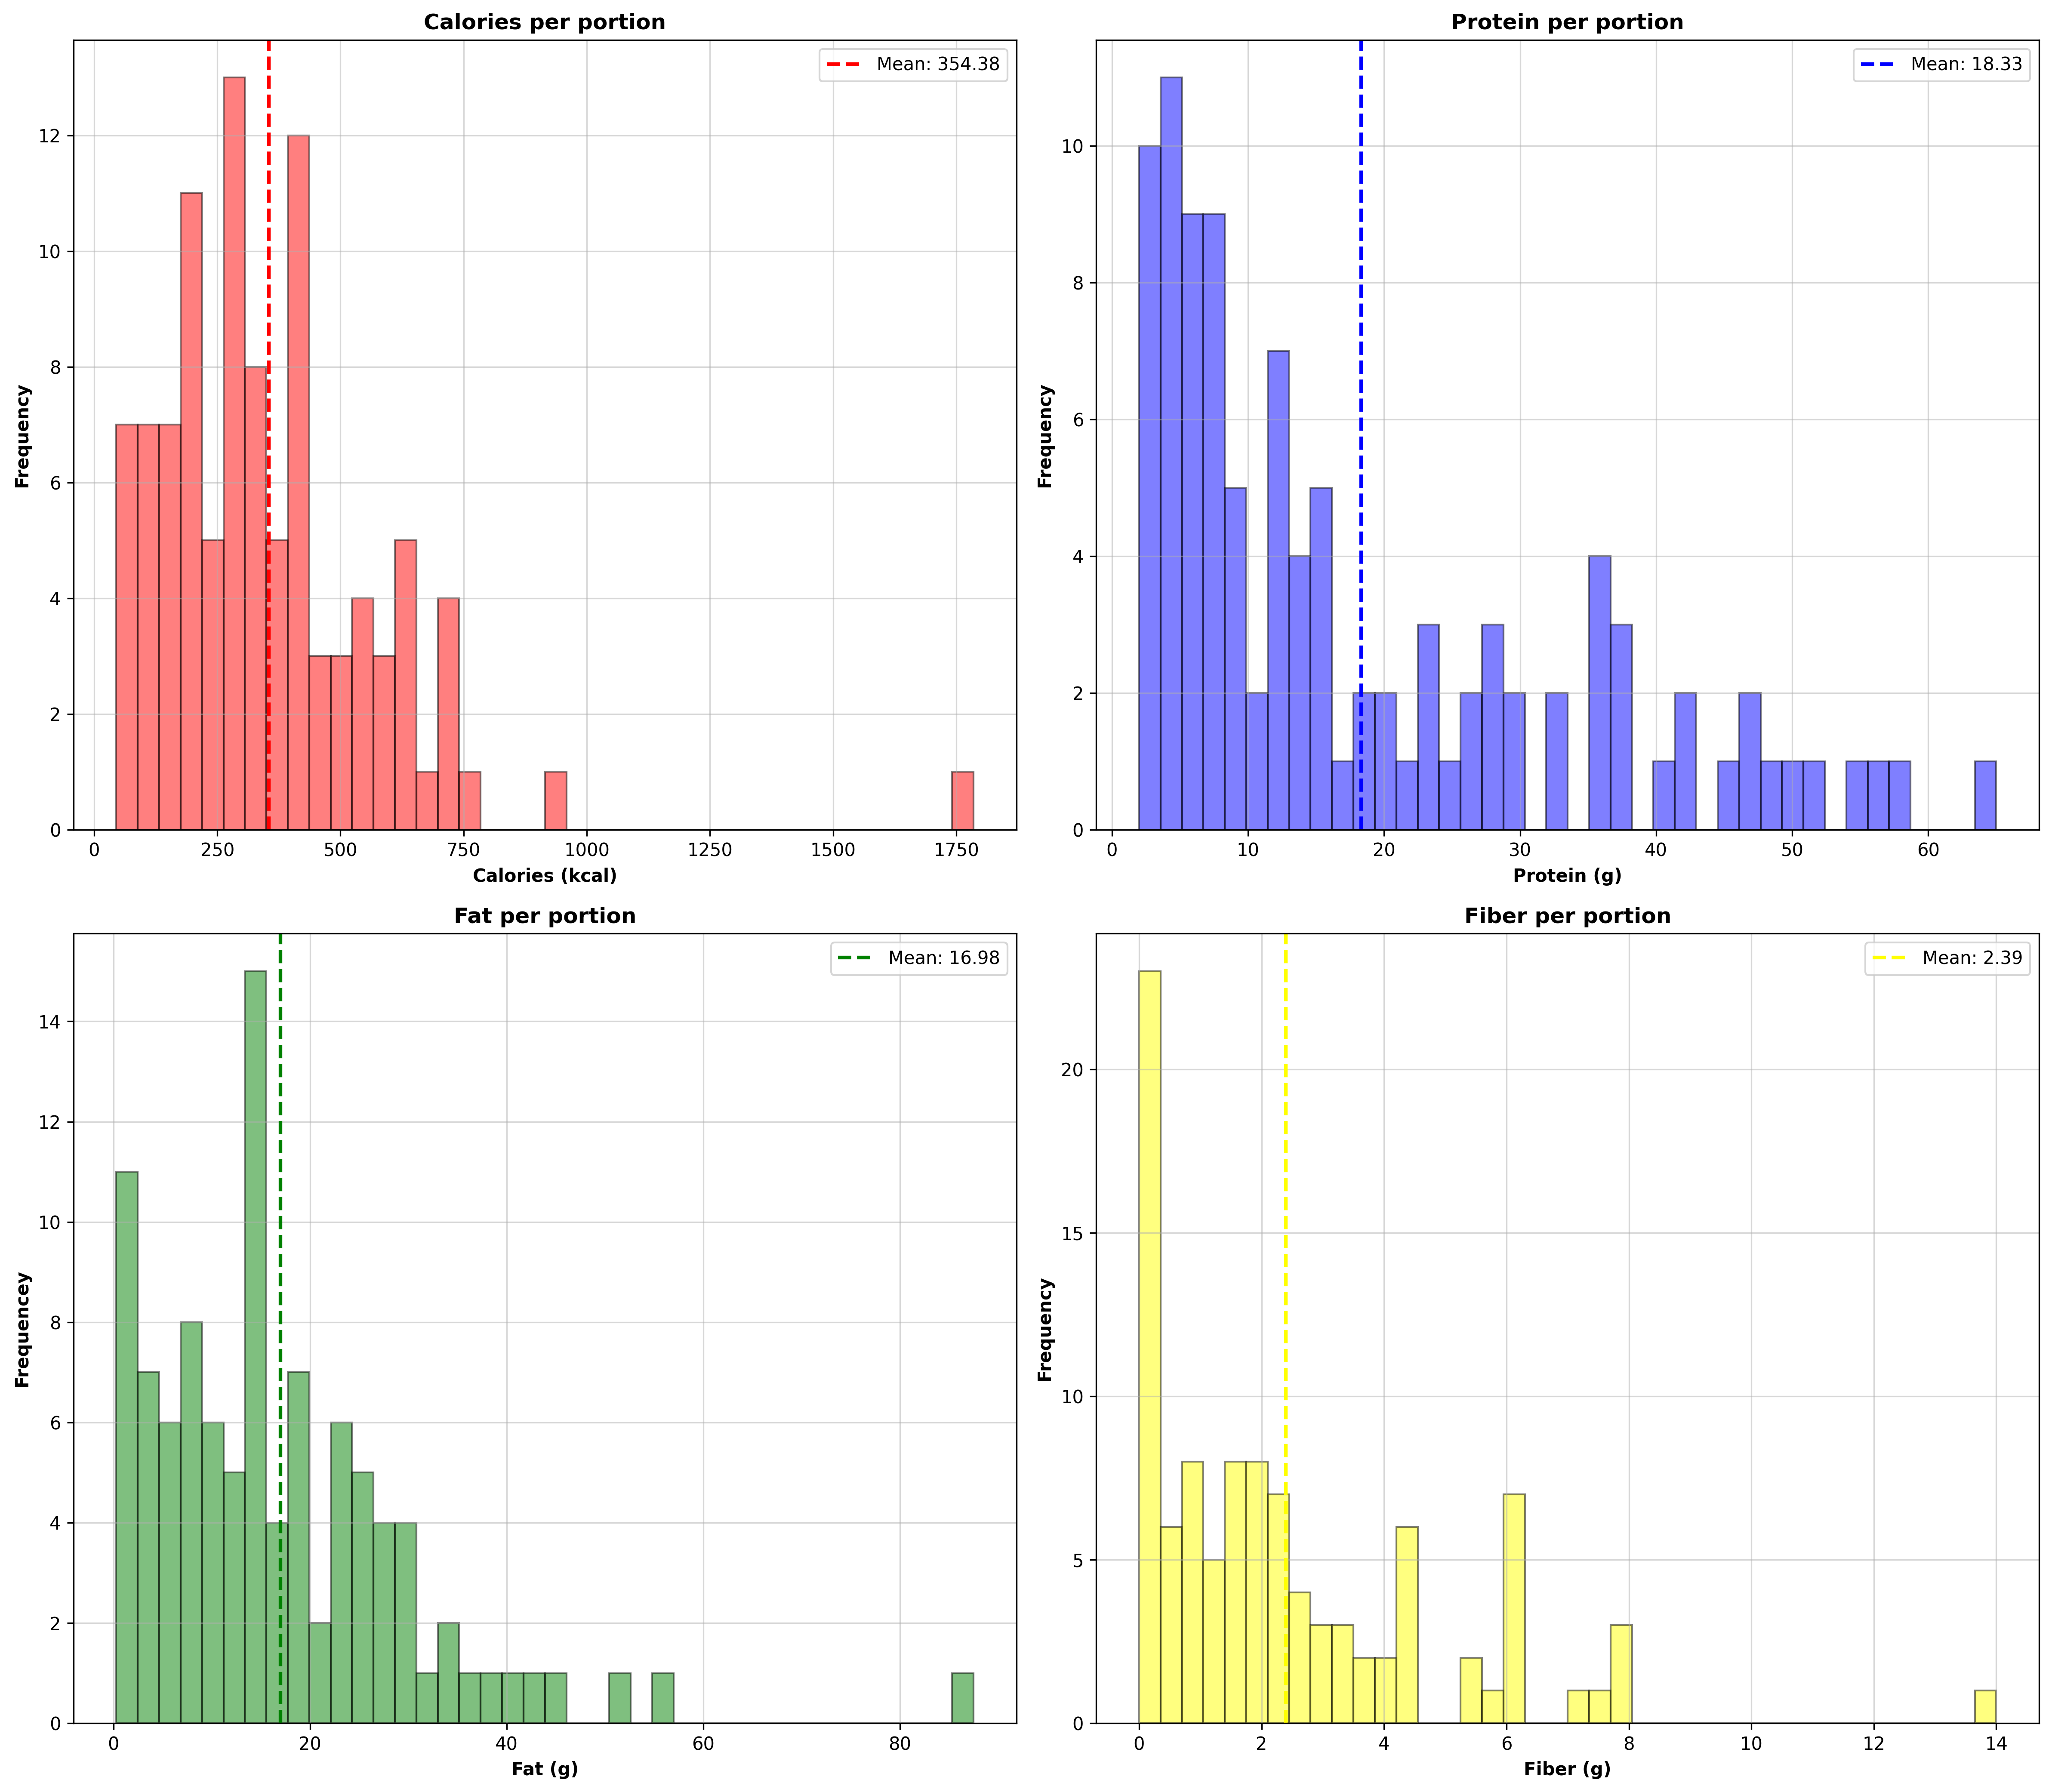 Calories per portion
Mean: 354.38
Frequency
12
10
8
6
4
2
0
0 250 500 750 1000 1250 1500 1750
Calories (kcal)
Protein per portion
Mean: 18.33
Frequency
10
8
6
4
2
0
0 10 20 30 40 50 60
Protein (g)
Fat per portion
Mean: 16.98
Frequencey
14
12
10
8
6
4
2
0
0 20 40 60 80
Fat (g)
Fiber per portion
Mean: 2.39
Frequency
20
15
10
5
0
0 2 4 6 8 10 12 14
Fiber (g)